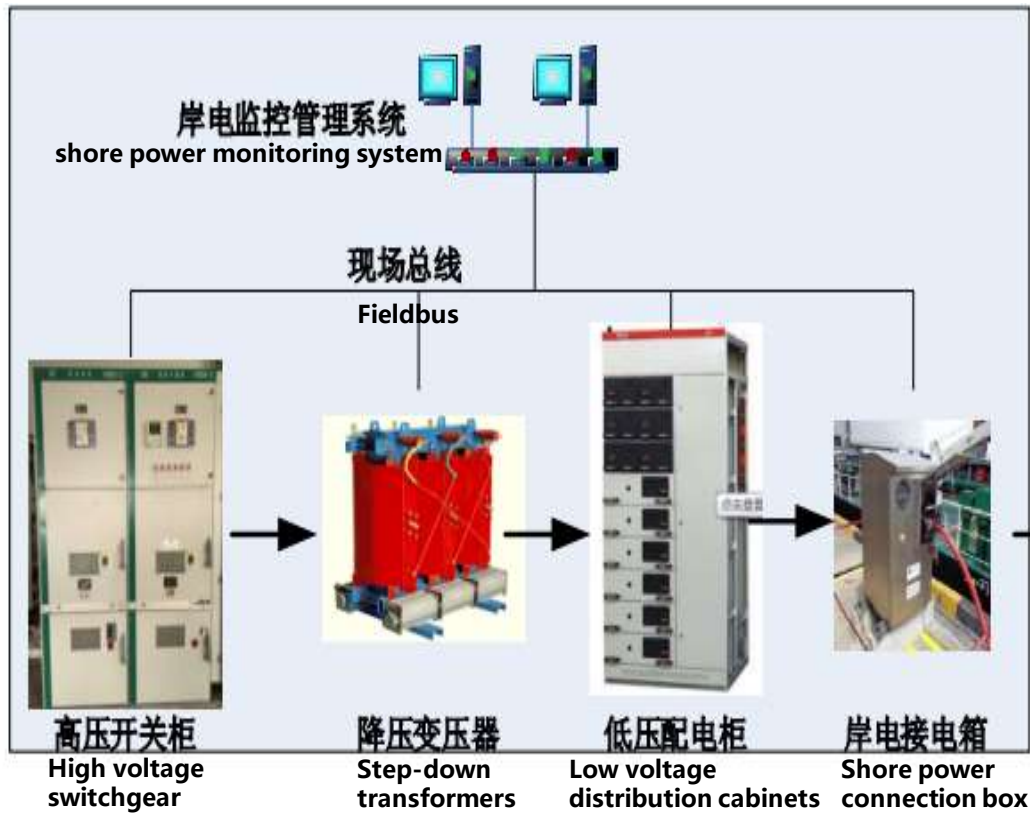 岸电监控管理系统
shore power monitoring system
现场总线
Fieldbus
高压开关柜
High voltage
switchgear
降压变压器
Step-down
transformers
低压配电柜
Low voltage
distribution cabinets
岸电接电箱
Shore power
connection box